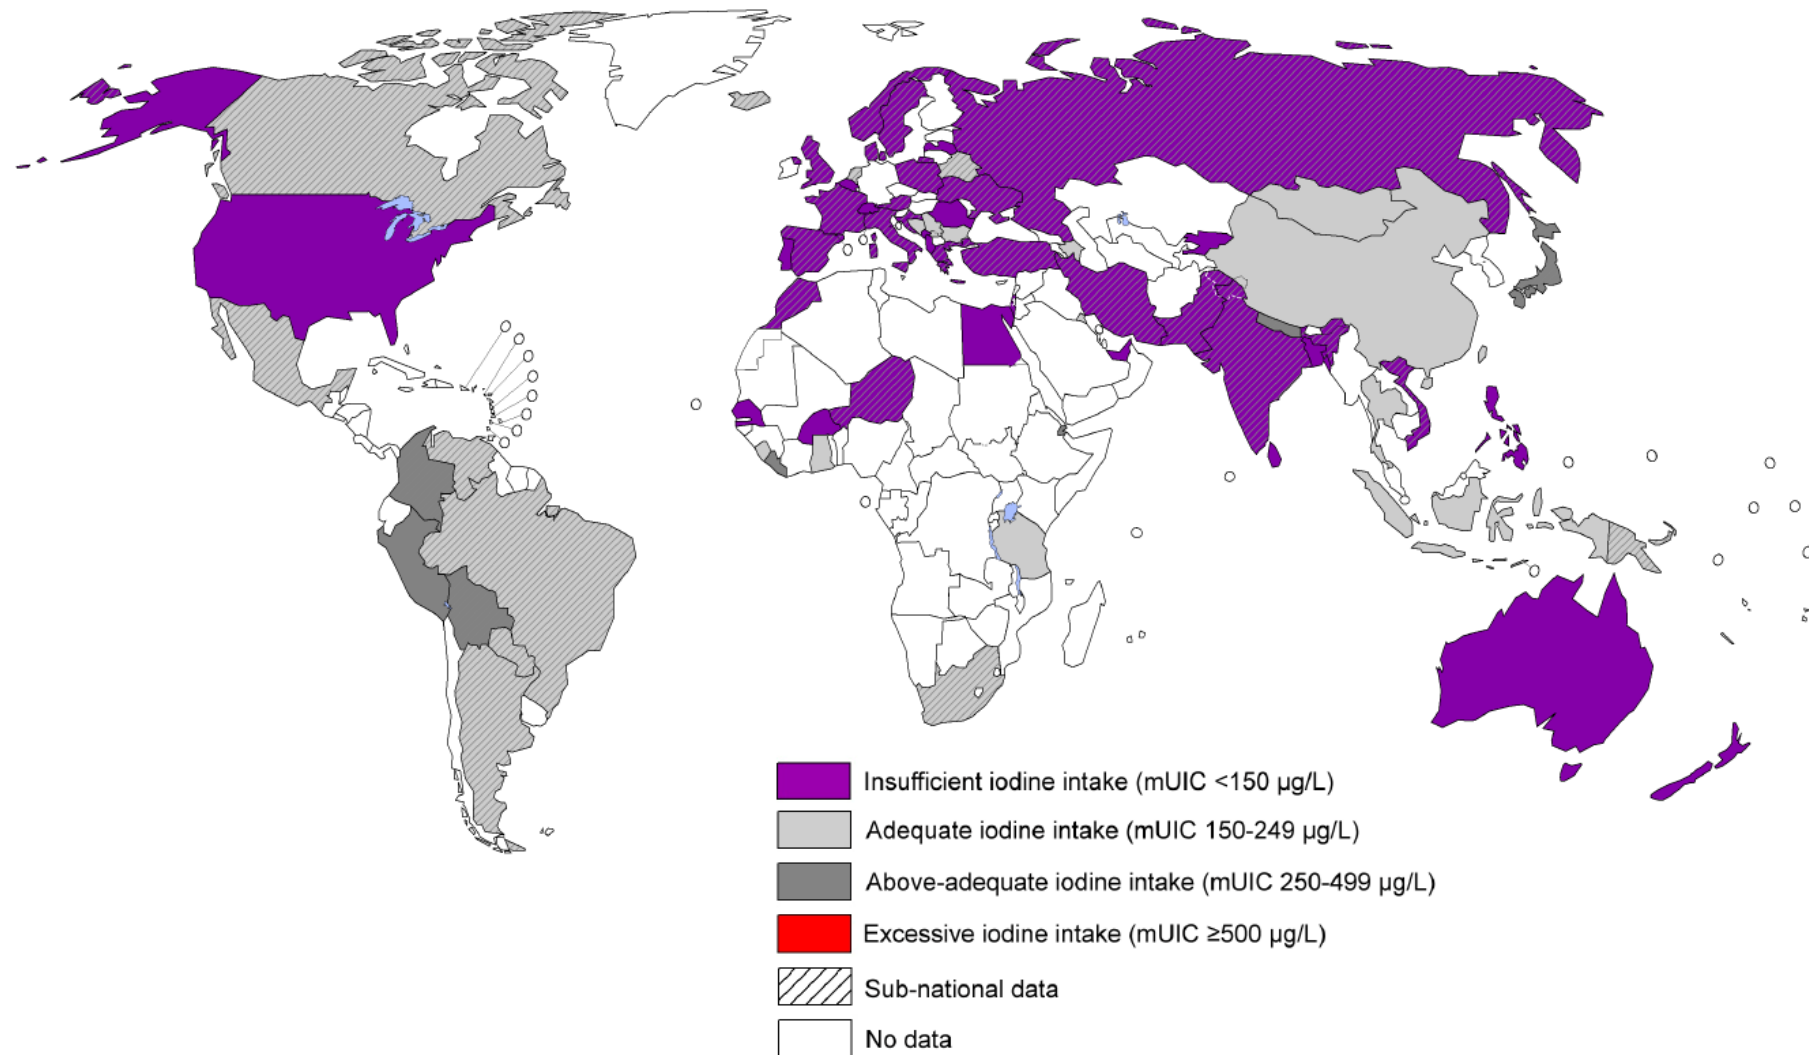 Insufficient iodine intake (mUIC <150 µg/L)
Adequate iodine intake (mUIC 150-249 µg/L)
Above-adequate iodine intake (mUIC 250-499 µg/L)
Excessive iodine intake (mUIC ≥500 µg/L)
Sub-national data
No data